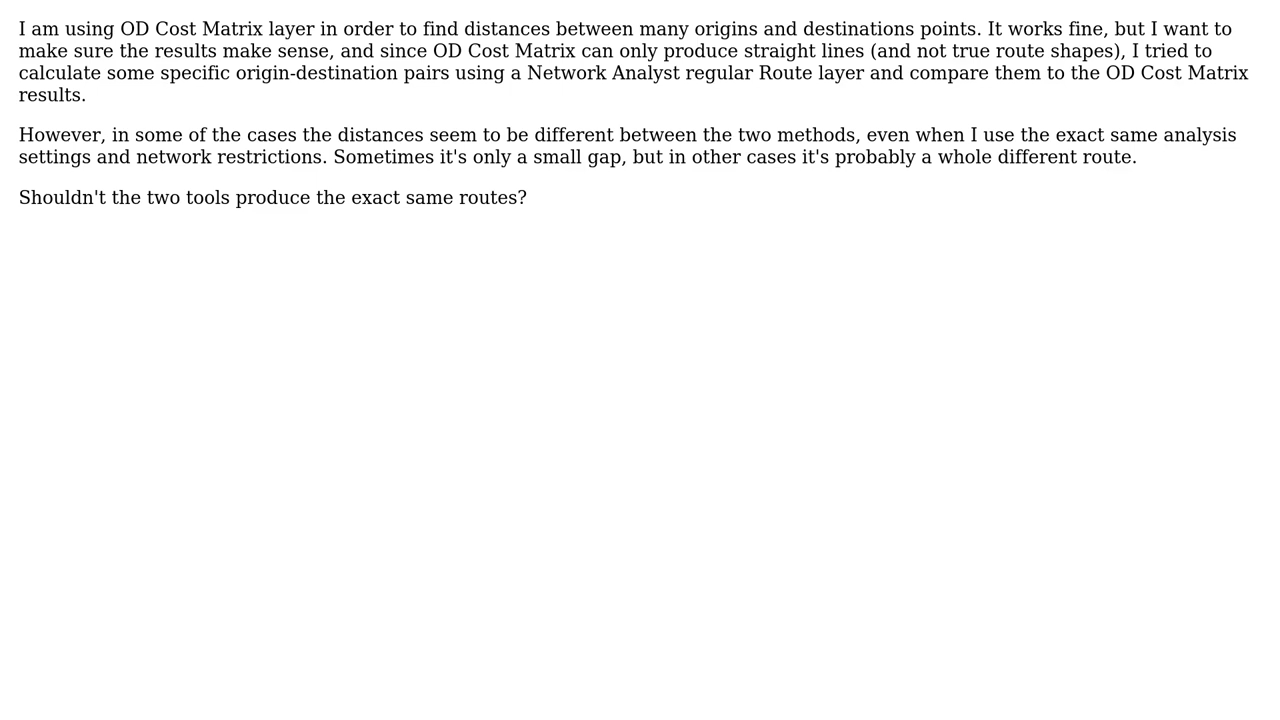 I am using OD Cost Matrix layer in order to find distances between many origins and destinations points. It works fine, but I want to
make sure the results make sense, and since OD Cost Matrix can only produce straight lines (and not true route shapes), I tried to
calculate some specific origin-destination pairs using a Network Analyst regular Route layer and compare them to the OD Cost Matrix
results.
However, in some of the cases the distances seem to be different between the two methods, even when I use the exact same analysis
settings and network restrictions. Sometimes it's only a small gap, but in other cases it's probably a whole different route.
Shouldn't the two tools produce the exact same routes?